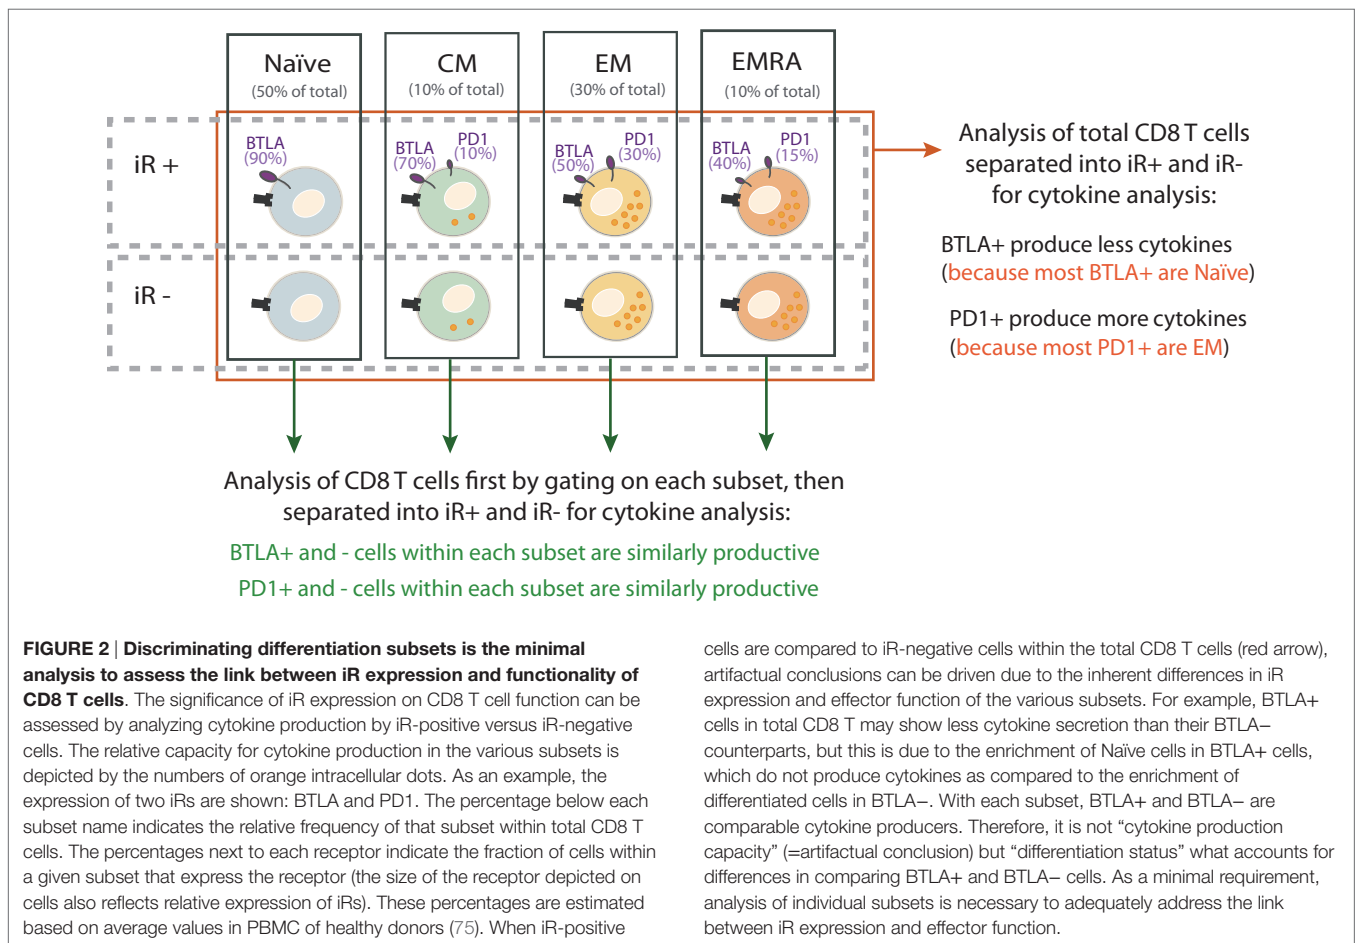 Naïve
(50% of total)
CM
(10% of total)
EM
(30% of total)
EMRA
(10% of total)
iR +
BTLA
(90%)
BTLA
(70%)
PD1
(10%)
BTLA
(50%)
PD1
(30%)
BTLA
(40%)
PD1
(15%)
iR -
Analysis of total CD8 T cells
separated into iR+ and iR-
for cytokine analysis:
BTLA+ produce less cytokines
(because most BTLA+ are Naïve)
PD1+ produce more cytokines
(because most PD1+ are EM)
Analysis of CD8 T cells first by gating on each subset, then
separated into iR+ and iR- for cytokine analysis:
BTLA+ and - cells within each subset are similarly productive
PD1+ and - cells within each subset are similarly productive
FIGURE 2 | Discriminating differentiation subsets is the minimal
analysis to assess the link between iR expression and functionality of
CD8 T cells. The significance of iR expression on CD8 T cell function can be
assessed by analyzing cytokine production by iR-positive versus iR-negative
cells. The relative capacity for cytokine production in the various subsets is
depicted by the numbers of orange intracellular dots. As an example, the
expression of two iRs are shown: BTLA and PD1. The percentage below each
subset name indicates the relative frequency of that subset within total CD8 T
cells. The percentages next to each receptor indicate the fraction of cells within
a given subset that express the receptor (the size of the receptor depicted on
cells also reflects relative expression of iRs). These percentages are estimated
based on average values in PBMC of healthy donors (75). When iR-positive
cells are compared to iR-negative cells within the total CD8 T cells (red arrow),
artifactual conclusions can be driven due to the inherent differences in iR
expression and effector function of the various subsets. For example, BTLA+
cells in total CD8 T may show less cytokine secretion than their BTLA−
counterparts, but this is due to the enrichment of Naïve cells in BTLA+ cells,
which do not produce cytokines as compared to the enrichment of
differentiated cells in BTLA−. With each subset, BTLA+ and BTLA− are
comparable cytokine producers. Therefore, it is not “cytokine production
capacity” (=artifactual conclusion) but “differentiation status” what accounts for
differences in comparing BTLA+ and BTLA− cells. As a minimal requirement,
analysis of individual subsets is necessary to adequately address the link
between iR expression and effector function.